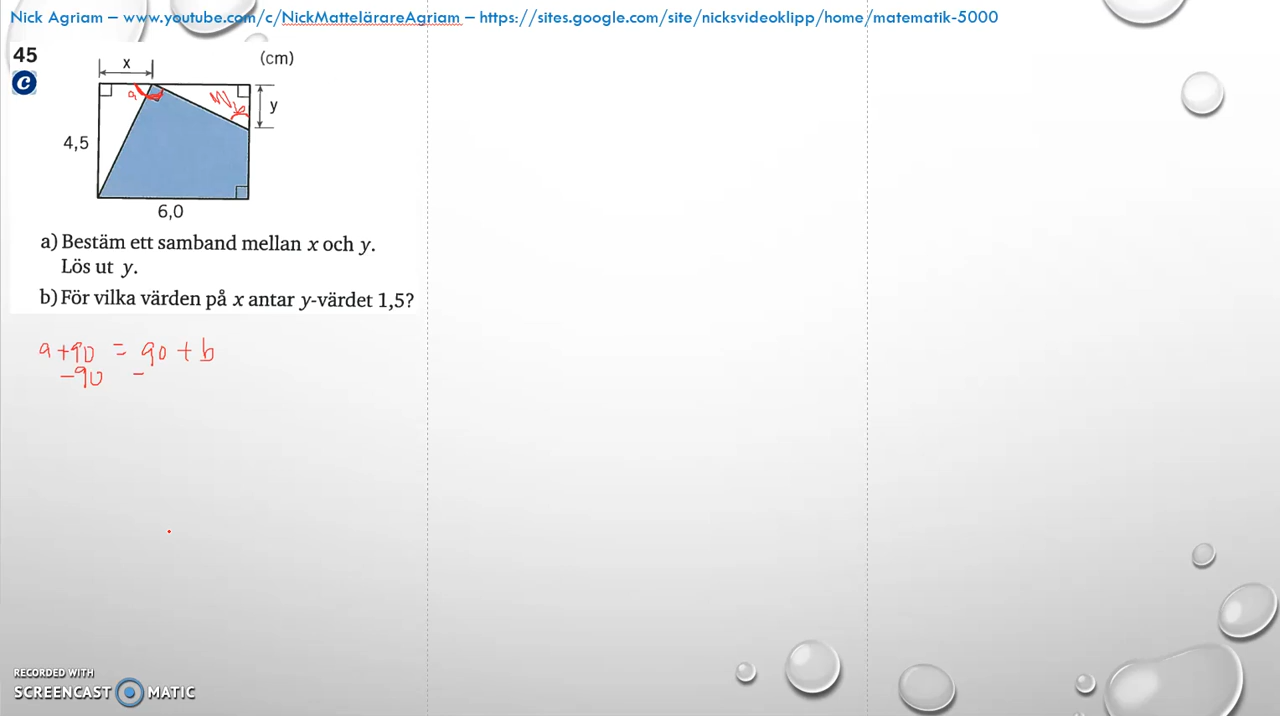 Nick Agriam – www.youtube.com/c/NickMattelärareAgriam – https://sites.google.com/site/nicksvideoklipp/home/matematik-5000
45
C
x
(cm)
a
b
y
4,5
6,0
a) Bestäm ett samband mellan x och y.
Lös ut y.
b) För vilka värden på x antar y-värdet 1,5?
a + 90 = 90 + b
-90 -
RECORDED WITH
SCREENCAST MATIC